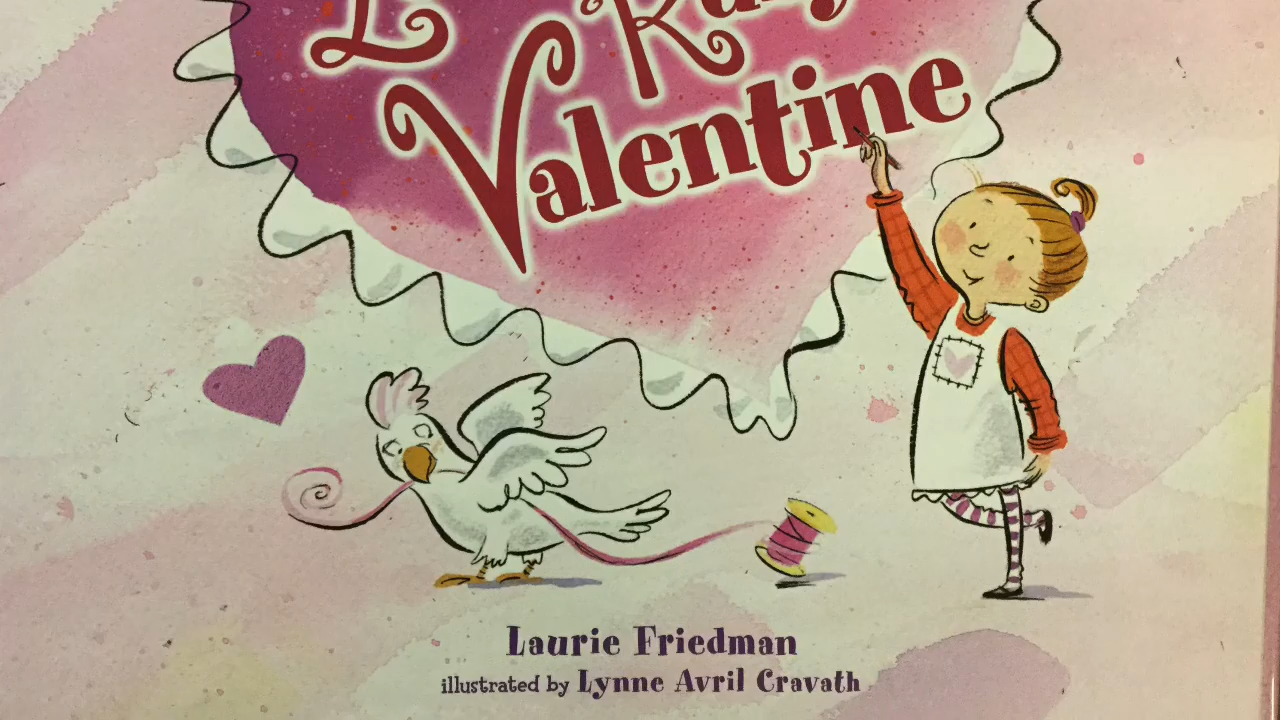 Valentine
Laurie Friedman
illustrated by Lynne Avril Cravath